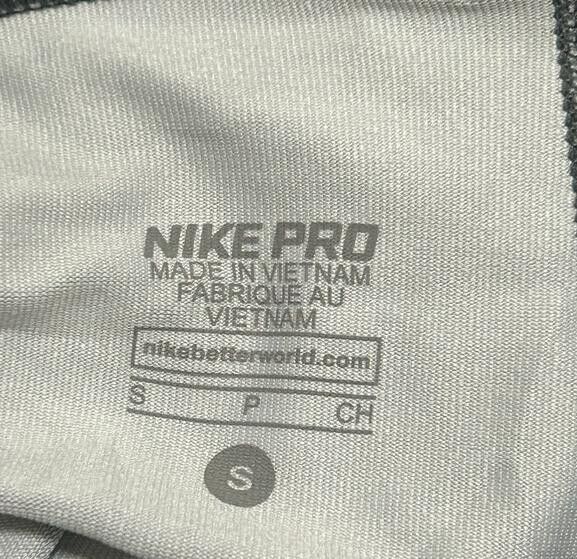 NIKE PRO
MADE IN VIETNAM
FABRIQUE AU
VIETNAM
nikebetterworld.com
S P CH
S